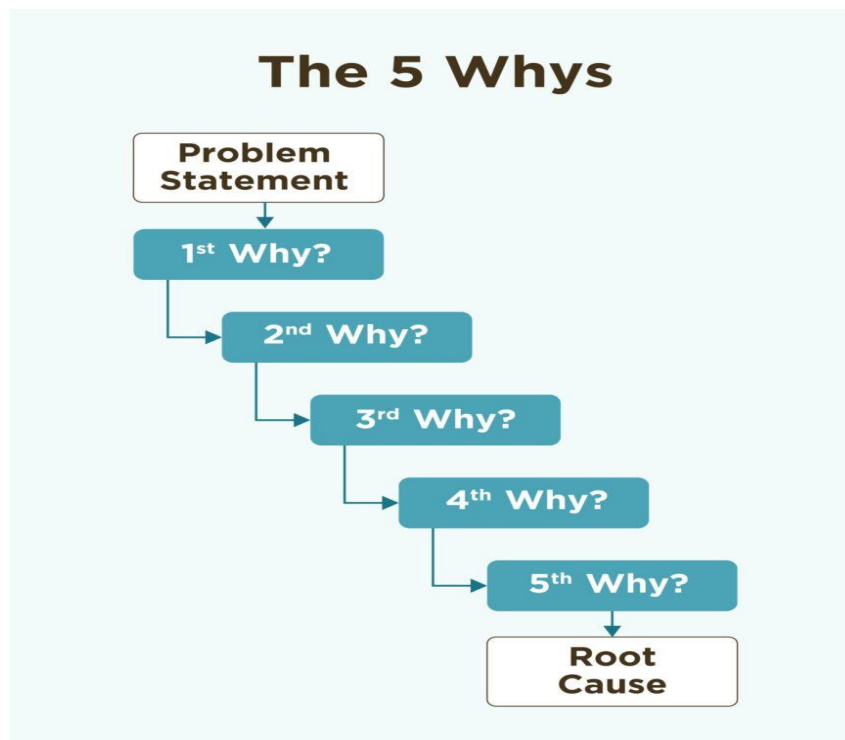 The 5 Whys
Problem
Statement
1st Why?
2nd Why?
3rd Why?
4th Why?
5th Why?
Root
Cause